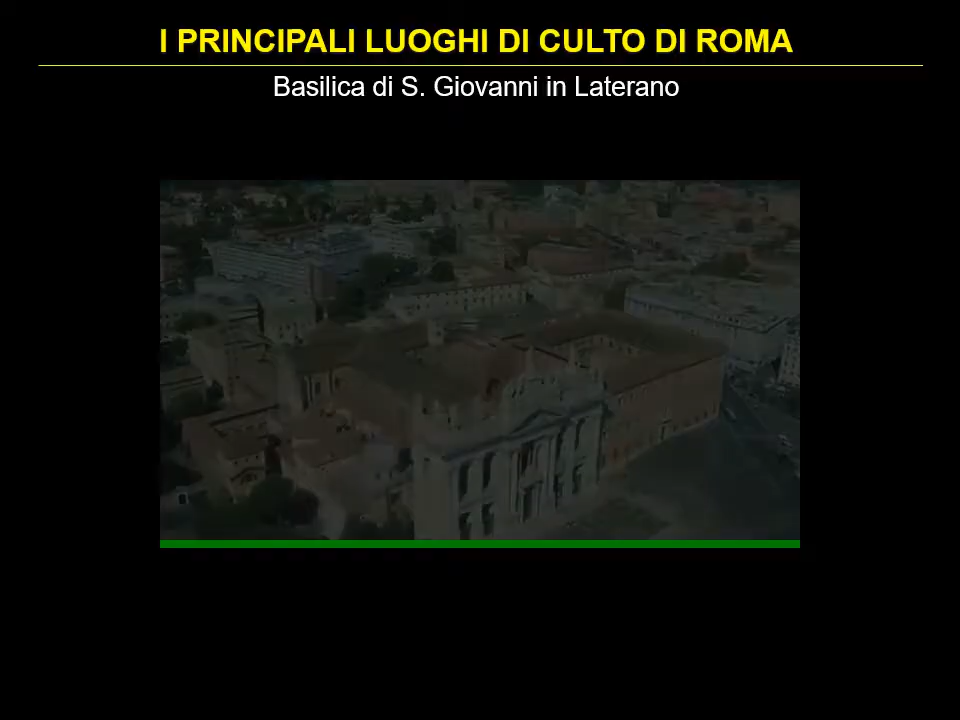 I PRINCIPALI LUOGHI DI CULTO DI ROMA
Basilica di S. Giovanni in Laterano